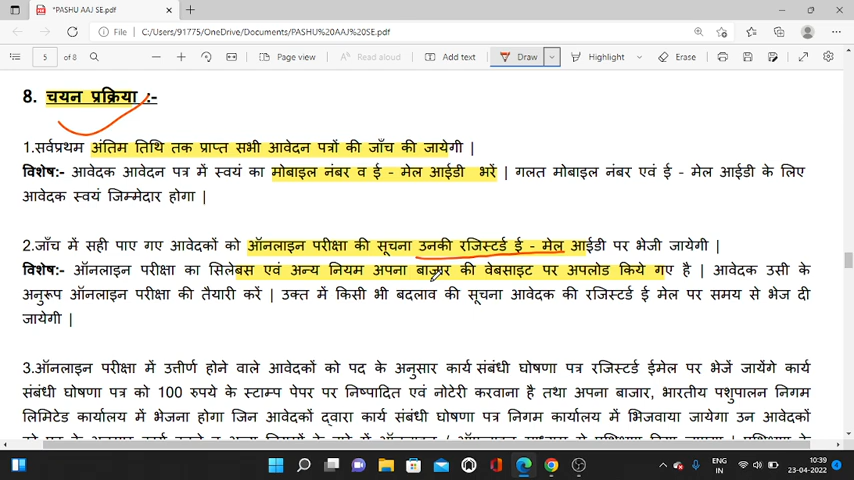 *PASHU AAJ SE.pdf
File
C:/Users/91775/OneDrive/Documents/PASHU%20AAJ%20SE.pdf
5 of 8
Page view
Read aloud
Add text
Draw
Highlight
Erase
8. चयन प्रक्रिया :-
1.सर्वप्रथम अंतिम तिथि तक प्राप्त सभी आवेदन पत्रों की जाँच की जायेगी |
विशेष:- आवेदक आवेदन पत्र में स्वयं का मोबाइल नंबर व ई - मेल आईडी भरें | गलत मोबाइल नंबर एवं ई - मेल आईडी के लिए
आवेदक स्वयं जिम्मेदार होगा |
2.जाँच में सही पाए गए आवेदकों को ऑनलाइन परीक्षा की सूचना उनकी रजिस्टर्ड ई - मेल आईडी पर भेजी जायेगी |
विशेष:- ऑनलाइन परीक्षा का सिलेबस एवं अन्य नियम अपना बाजार की वेबसाइट पर अपलोड किये गए है | आवेदक उसी के
अनुरूप ऑनलाइन परीक्षा की तैयारी करें | उक्त में किसी भी बदलाव की सूचना आवेदक की रजिस्टर्ड ई मेल पर समय से भेज दी
जायेगी |
3.ऑनलाइन परीक्षा में उत्तीर्ण होने वाले आवेदकों को पद के अनुसार कार्य संबंधी घोषणा पत्र रजिस्टर्ड ईमेल पर भेजें जायेंगे कार्य
संबंधी घोषणा पत्र को 100 रुपये के स्टाम्प पेपर पर निष्पादित एवं नोटेरी करवाना है तथा अपना बाजार, भारतीय पशुपालन निगम
लिमिटेड कार्यालय में भेजना होगा जिन आवेदकों द्वारा कार्य संबंधी घोषणा पत्र निगम कार्यालय में भिजवाया जायेगा उन आवेदकों
ENG
IN
10:39
23-04-2022
4